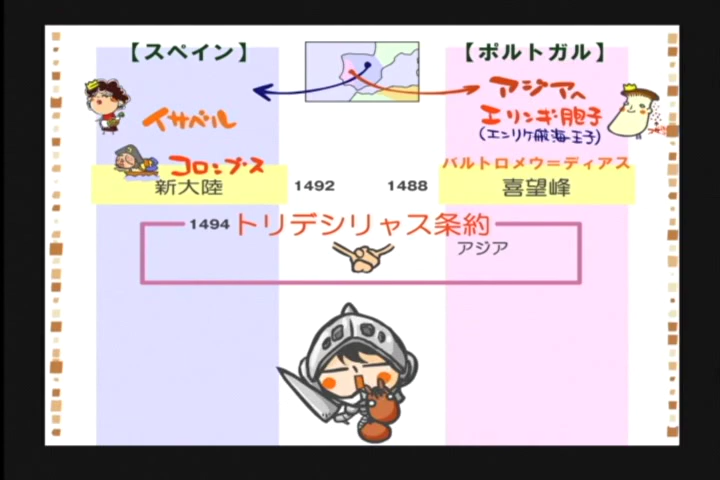 【スペイン】
【ポルトガル】
アジアへ
イサベル
エリンギ胞子
(エンリケ航海王子)
コロンブス
バルトロメウ=ディアス
新大陸
1492
1488
喜望峰
1494 トリデシリャス条約
アジア